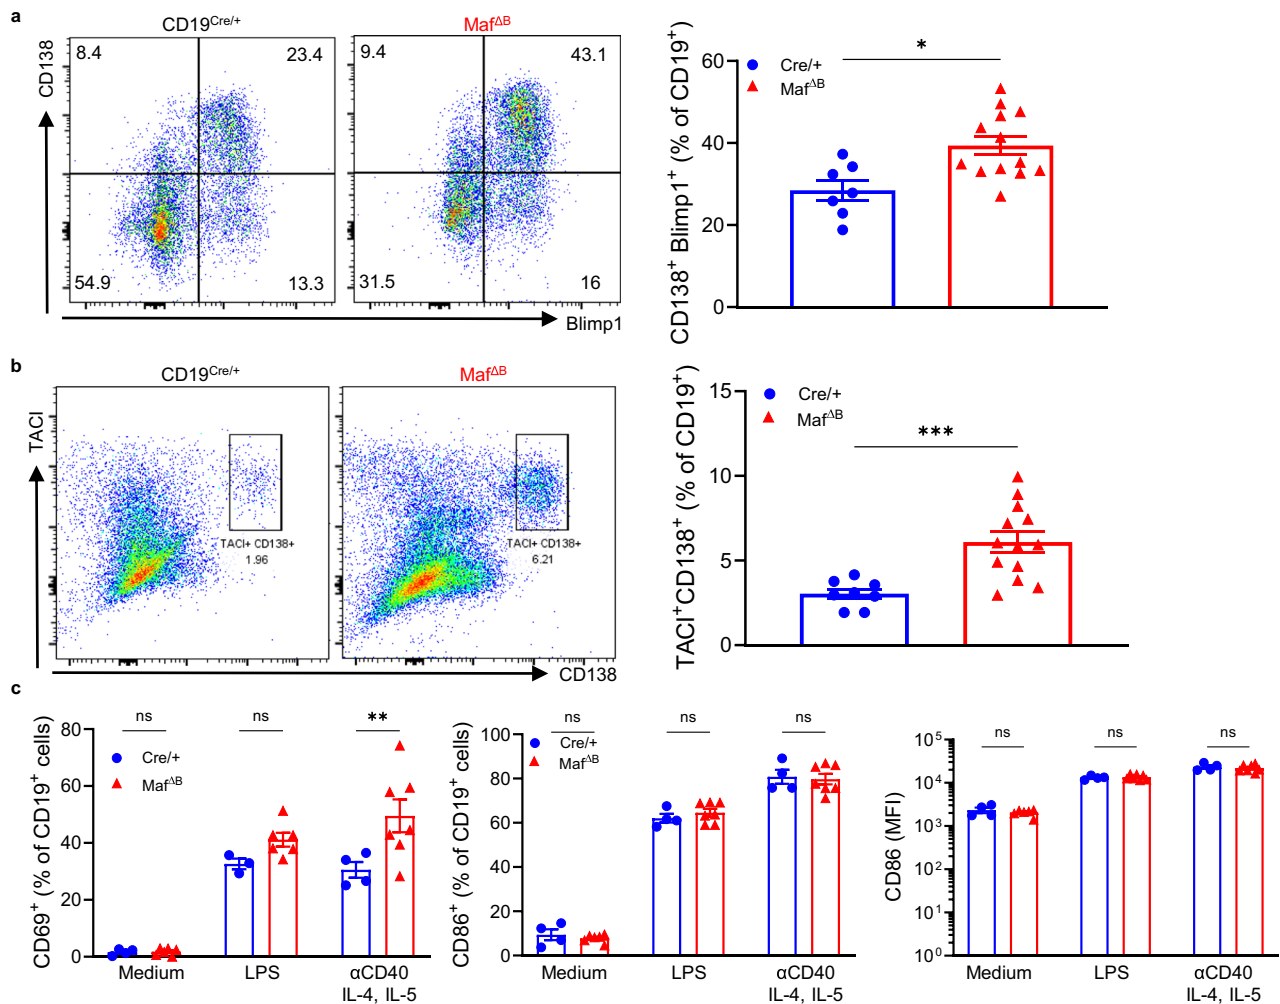 a
CD19Cre/+
MafΔB
CD138
8.4
23.4
54.9
13.3
9.4
43.1
31.5
16
Blimp1
CD138+ Blimp1+ (% of CD19+)
60
40
20
0
Cre/+
MafΔB
*
b
CD19Cre/+
MafΔB
TACI
TACI+ CD138+
1.96
TACI+ CD138+
6.21
CD138
TACI+CD138+ (% of CD19+)
15
10
5
0
Cre/+
MafΔB
***
c
CD69+ (% of CD19+ cells)
80
60
40
20
0
ns
ns
**
Cre/+
MafΔB
Medium
LPS
αCD40
IL-4, IL-5
CD86+ (% of CD19+ cells)
100
80
60
40
20
0
ns
ns
ns
Cre/+
MafΔB
Medium
LPS
αCD40
IL-4, IL-5
CD86 (MFI)
10⁵
10⁴
10³
10²
10¹
10⁰
ns
ns
ns
Medium
LPS
αCD40
IL-4, IL-5